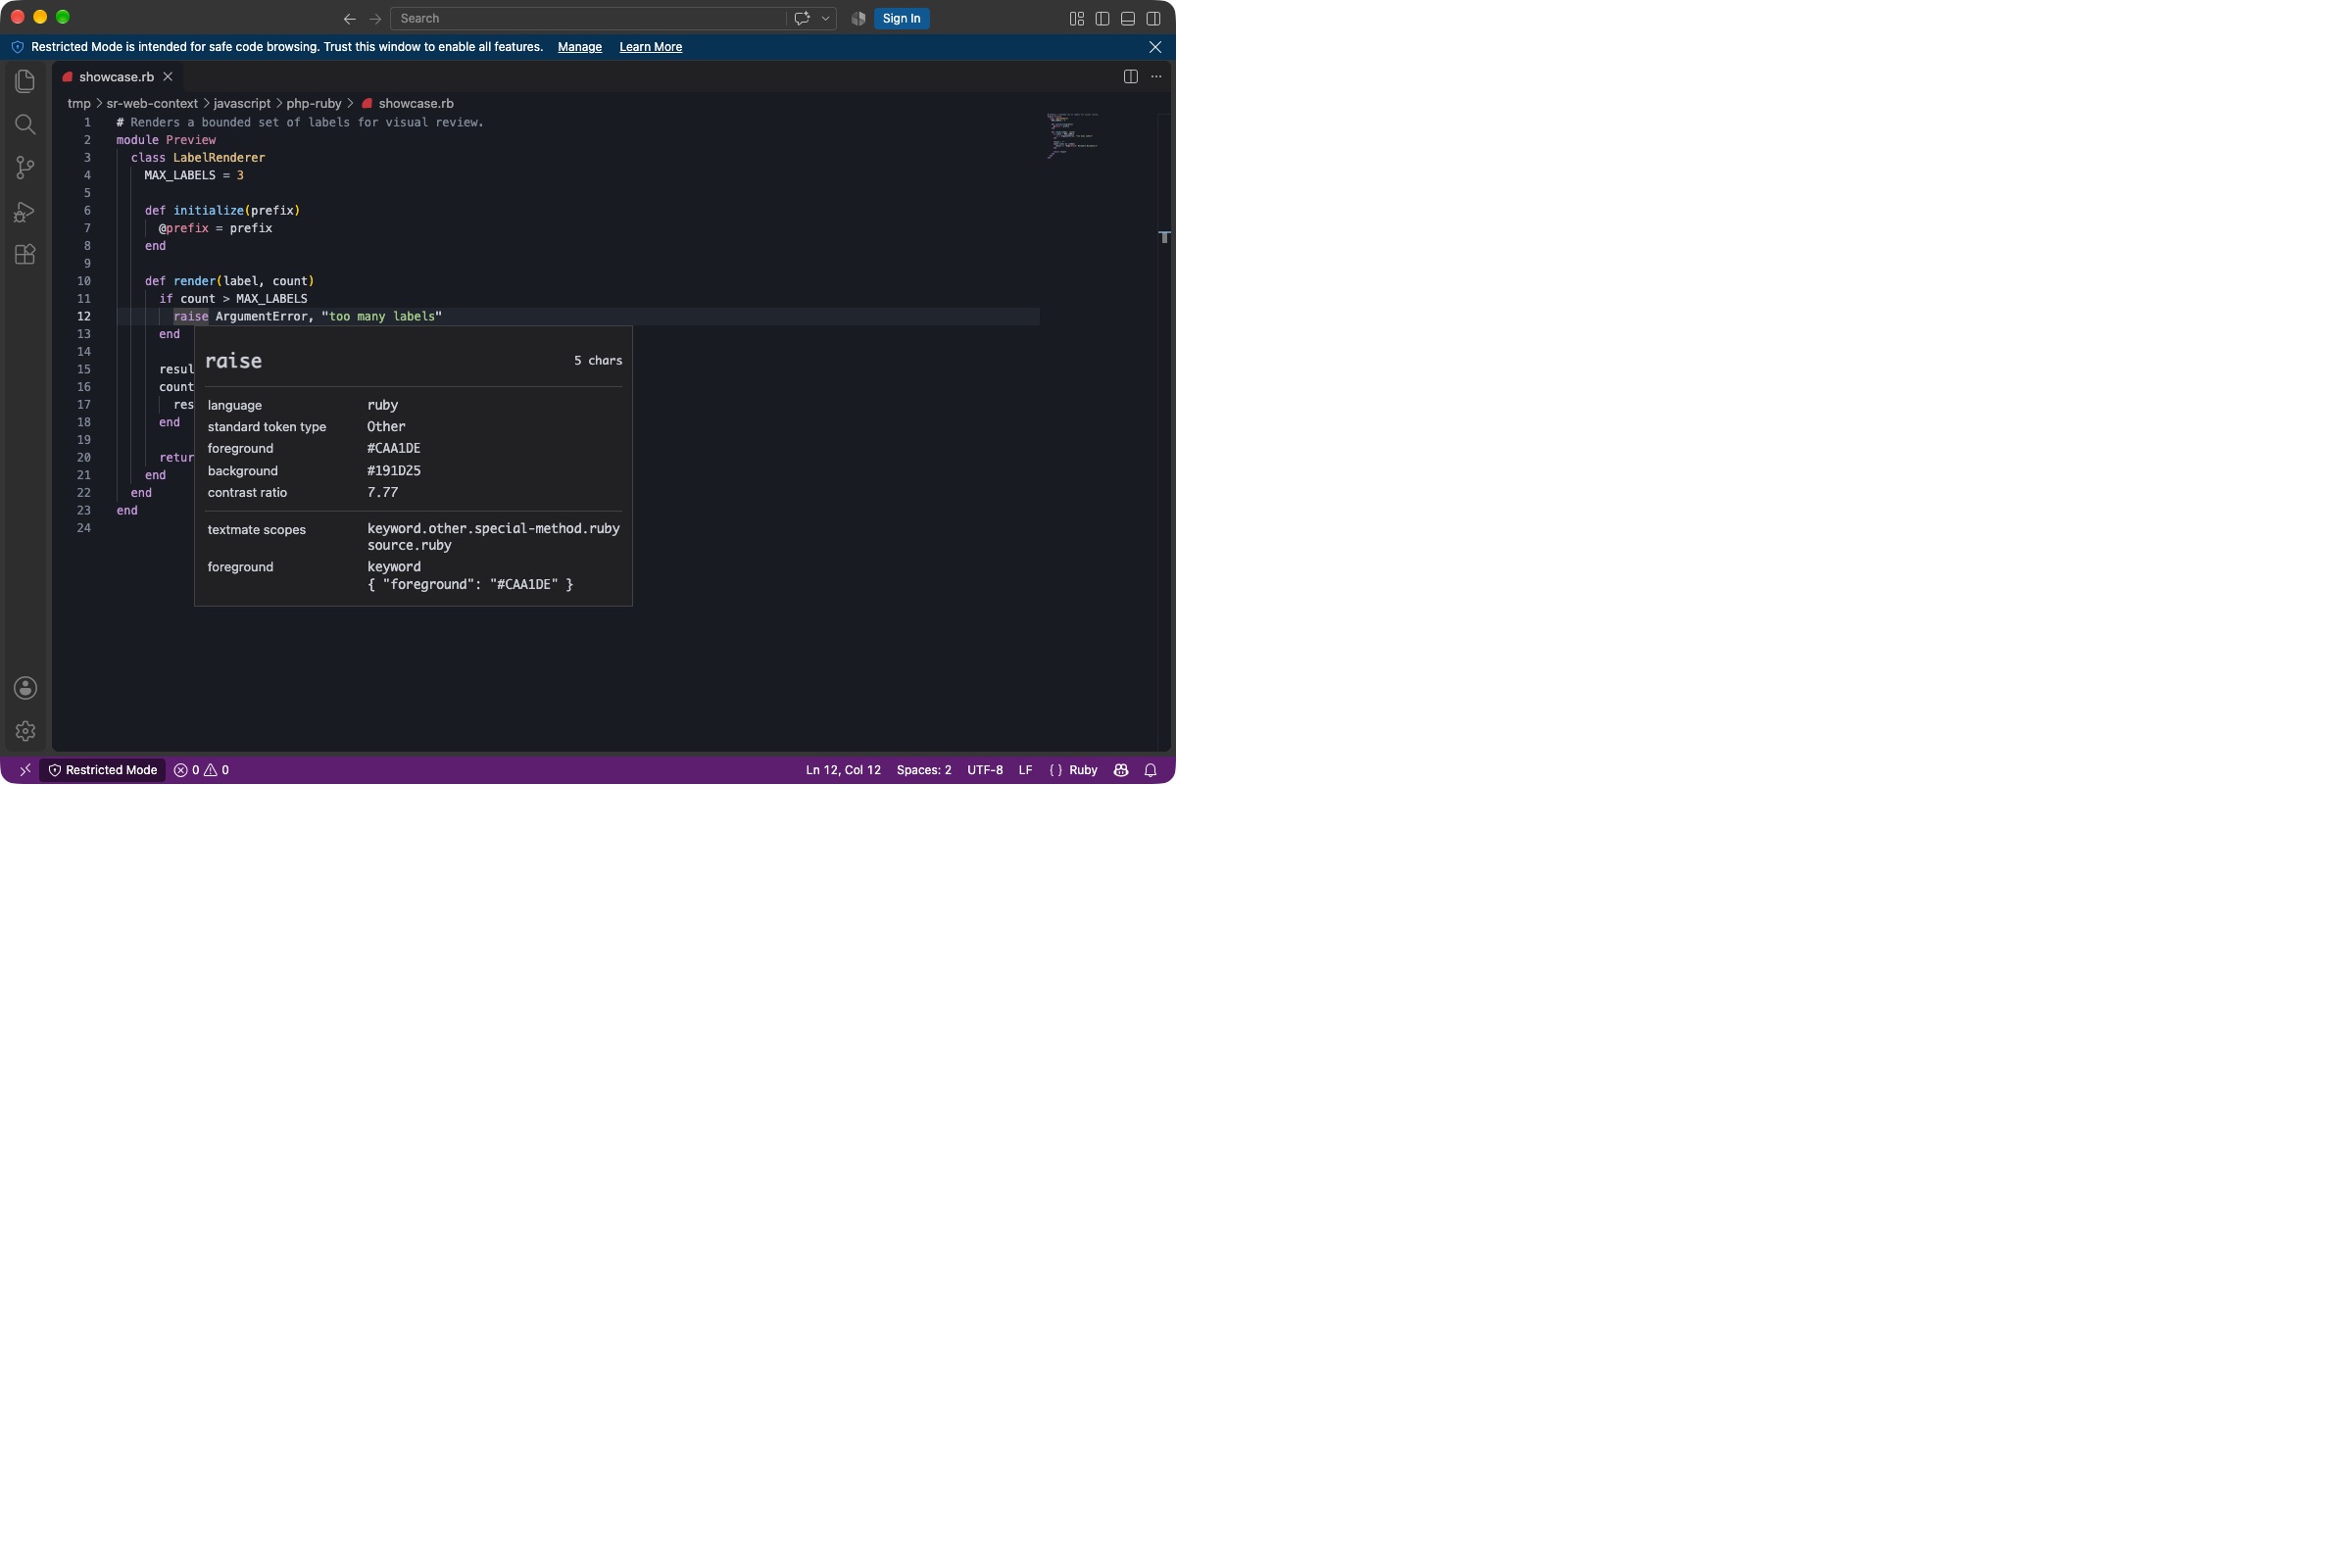 Search
Sign In
Restricted Mode is intended for safe code browsing. Trust this window to enable all features. Manage Learn More
showcase.rb
tmp > sr-web-context > javascript > php-ruby > showcase.rb
1 # Renders a bounded set of labels for visual review.
2 module Preview
3 class LabelRenderer
4 MAX_LABELS = 3
5
6 def initialize(prefix)
7 @prefix = prefix
8 end
9
10 def render(label, count)
11 if count > MAX_LABELS
12 raise ArgumentError, "too many labels"
13 end
14
15 resul
16 count
17 res
18 end
19
20 retur
21 end
22 end
23 end
24
raise 5 chars
language ruby
standard token type Other
foreground #CAA1DE
background #191D25
contrast ratio 7.77
textmate scopes keyword.other.special-method.ruby
source.ruby
foreground keyword
{ "foreground": "#CAA1DE" }
Restricted Mode 0 0 Ln 12, Col 12 Spaces: 2 UTF-8 LF { } Ruby